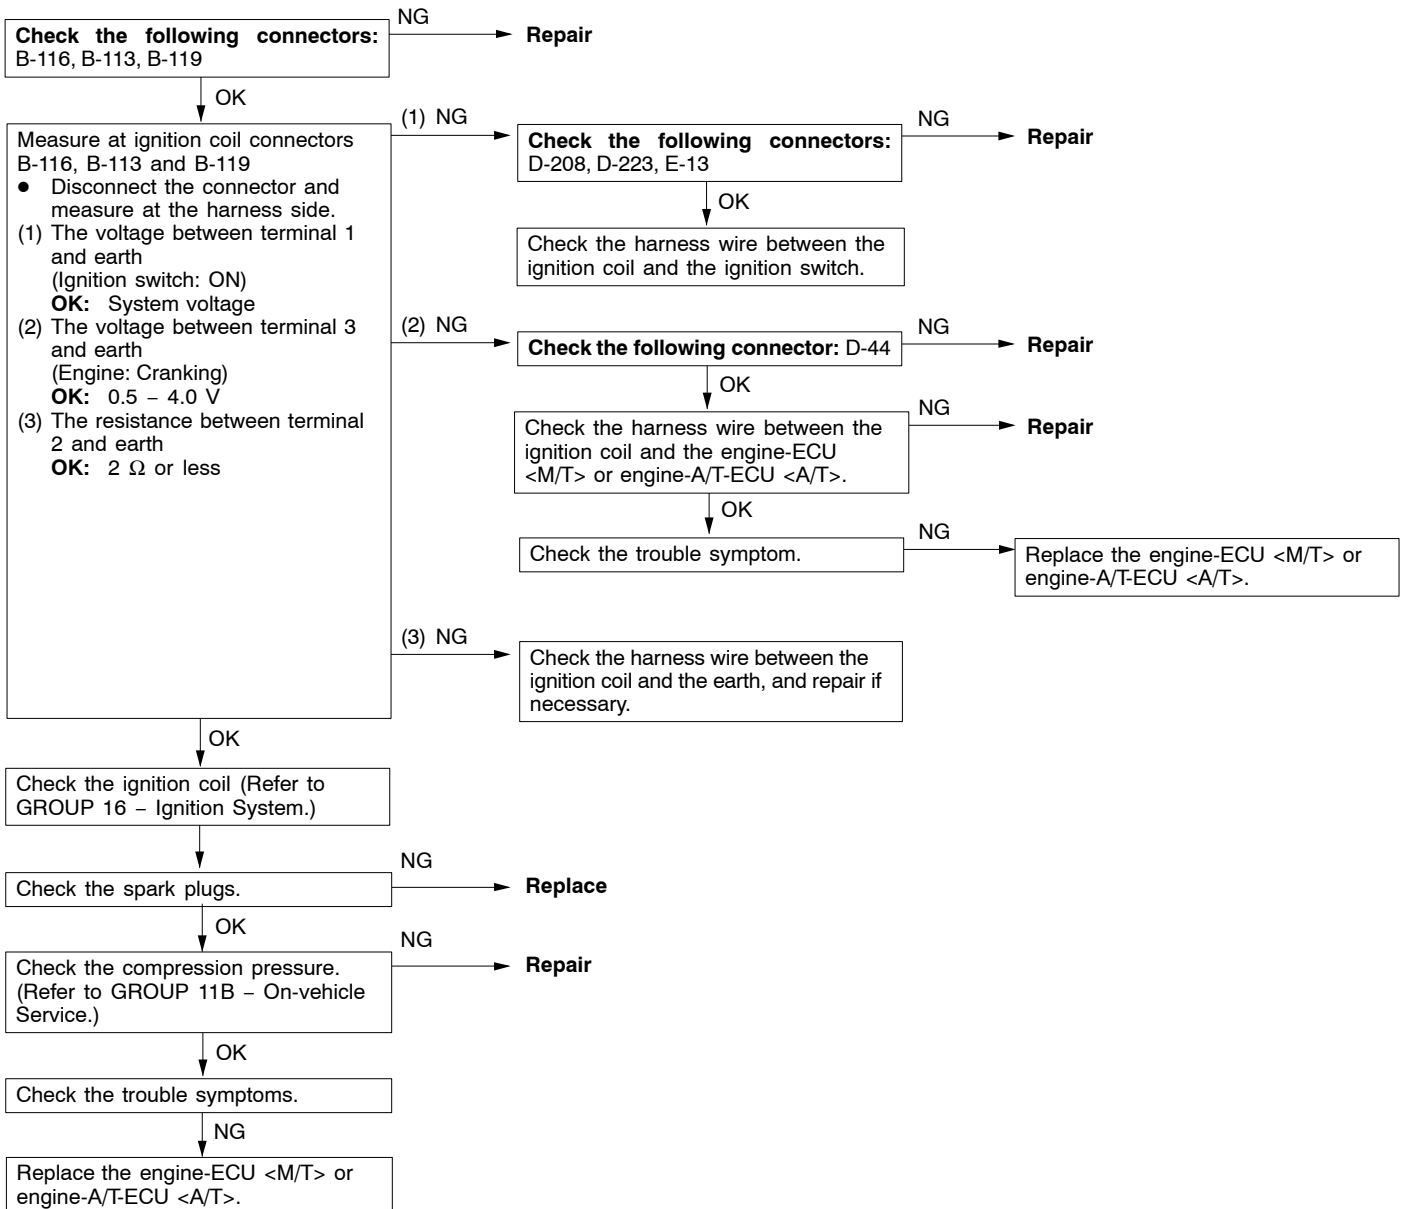 Check the following connectors:
B-116, B-113, B-119
NG
Repair
OK
Measure at ignition coil connectors
B-116, B-113 and B-119
● Disconnect the connector and
measure at the harness side.
(1) The voltage between terminal 1
and earth
(Ignition switch: ON)
OK: System voltage
(2) The voltage between terminal 3
and earth
(Engine: Cranking)
OK: 0.5 – 4.0 V
(3) The resistance between terminal
2 and earth
OK: 2 Ω or less
(1) NG
Check the following connectors:
D-208, D-223, E-13
NG
Repair
OK
Check the harness wire between the
ignition coil and the ignition switch.
(2) NG
Check the following connector: D-44
NG
Repair
OK
Check the harness wire between the
ignition coil and the engine-ECU
<M/T> or engine-A/T-ECU <A/T>.
NG
Repair
OK
Check the trouble symptom.
NG
Replace the engine-ECU <M/T> or
engine-A/T-ECU <A/T>.
(3) NG
Check the harness wire between the
ignition coil and the earth, and repair if
necessary.
OK
Check the ignition coil (Refer to
GROUP 16 – Ignition System.)
Check the spark plugs.
NG
Replace
OK
Check the compression pressure.
(Refer to GROUP 11B – On-vehicle
Service.)
NG
Repair
OK
Check the trouble symptoms.
NG
Replace the engine-ECU <M/T> or
engine-A/T-ECU <A/T>.